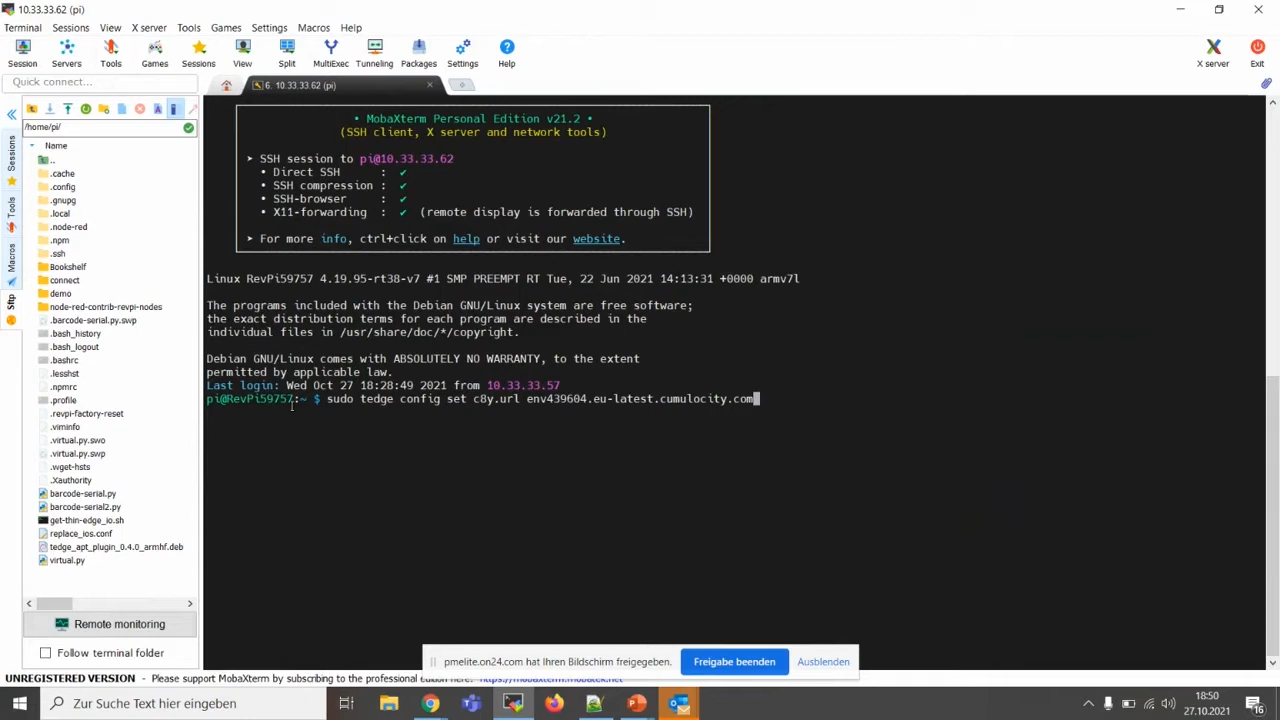 10.33.33.62 (pi)
Terminal Sessions View X server Tools Games Settings Macros Help
Session Servers Tools Games Sessions View Split MultiExec Tunneling Packages Settings Help X server Exit
Quick connect...
6. 10.33.33.62 (pi)
/home/pi/
Name
..
.cache
.config
.gnupg
.local
.node-red
.npm
.ssh
Bookshelf
connect
demo
node-red-contrib-revpi-nodes
.barcode-serial.py.swp
.bash_history
.bash_logout
.bashrc
.lesshst
.npmrc
.profile
.revpi-factory-reset
.viminfo
.virtual.py.swo
.virtual.py.swp
.wget-hsts
.Xauthority
barcode-serial.py
barcode-serial2.py
get-thin-edge_io.sh
replace_ios.conf
tedge_apt_plugin_0.4.0_armhf.deb
virtual.py
Remote monitoring
Follow terminal folder
Sessions
Tools
Macros
Sftp
• MobaXterm Personal Edition v21.2 •
(SSH client, X server and network tools)
➤ SSH session to pi@10.33.33.62
• Direct SSH : ✔
• SSH compression : ✔
• SSH-browser : ✔
• X11-forwarding : ✔ (remote display is forwarded through SSH)
➤ For more info, ctrl+click on help or visit our website.
Linux RevPi59757 4.19.95-rt38-v7 #1 SMP PREEMPT RT Tue, 22 Jun 2021 14:13:31 +0000 armv7l
The programs included with the Debian GNU/Linux system are free software;
the exact distribution terms for each program are described in the
individual files in /usr/share/doc/*/copyright.
Debian GNU/Linux comes with ABSOLUTELY NO WARRANTY, to the extent
permitted by applicable law.
Last login: Wed Oct 27 18:28:49 2021 from 10.33.33.57
pi@RevPi59757:~ $ sudo tedge config set c8y.url env439604.eu-latest.cumulocity.com
pmelite.on24.com hat Ihren Bildschirm freigegeben. Freigabe beenden Ausblenden
UNREGISTERED VERSION - Please support MobaXterm by subscribing to the professional edition here: https://mobaxterm.mobatek.net
Zur Suche Text hier eingeben
18:50
27.10.2021
16